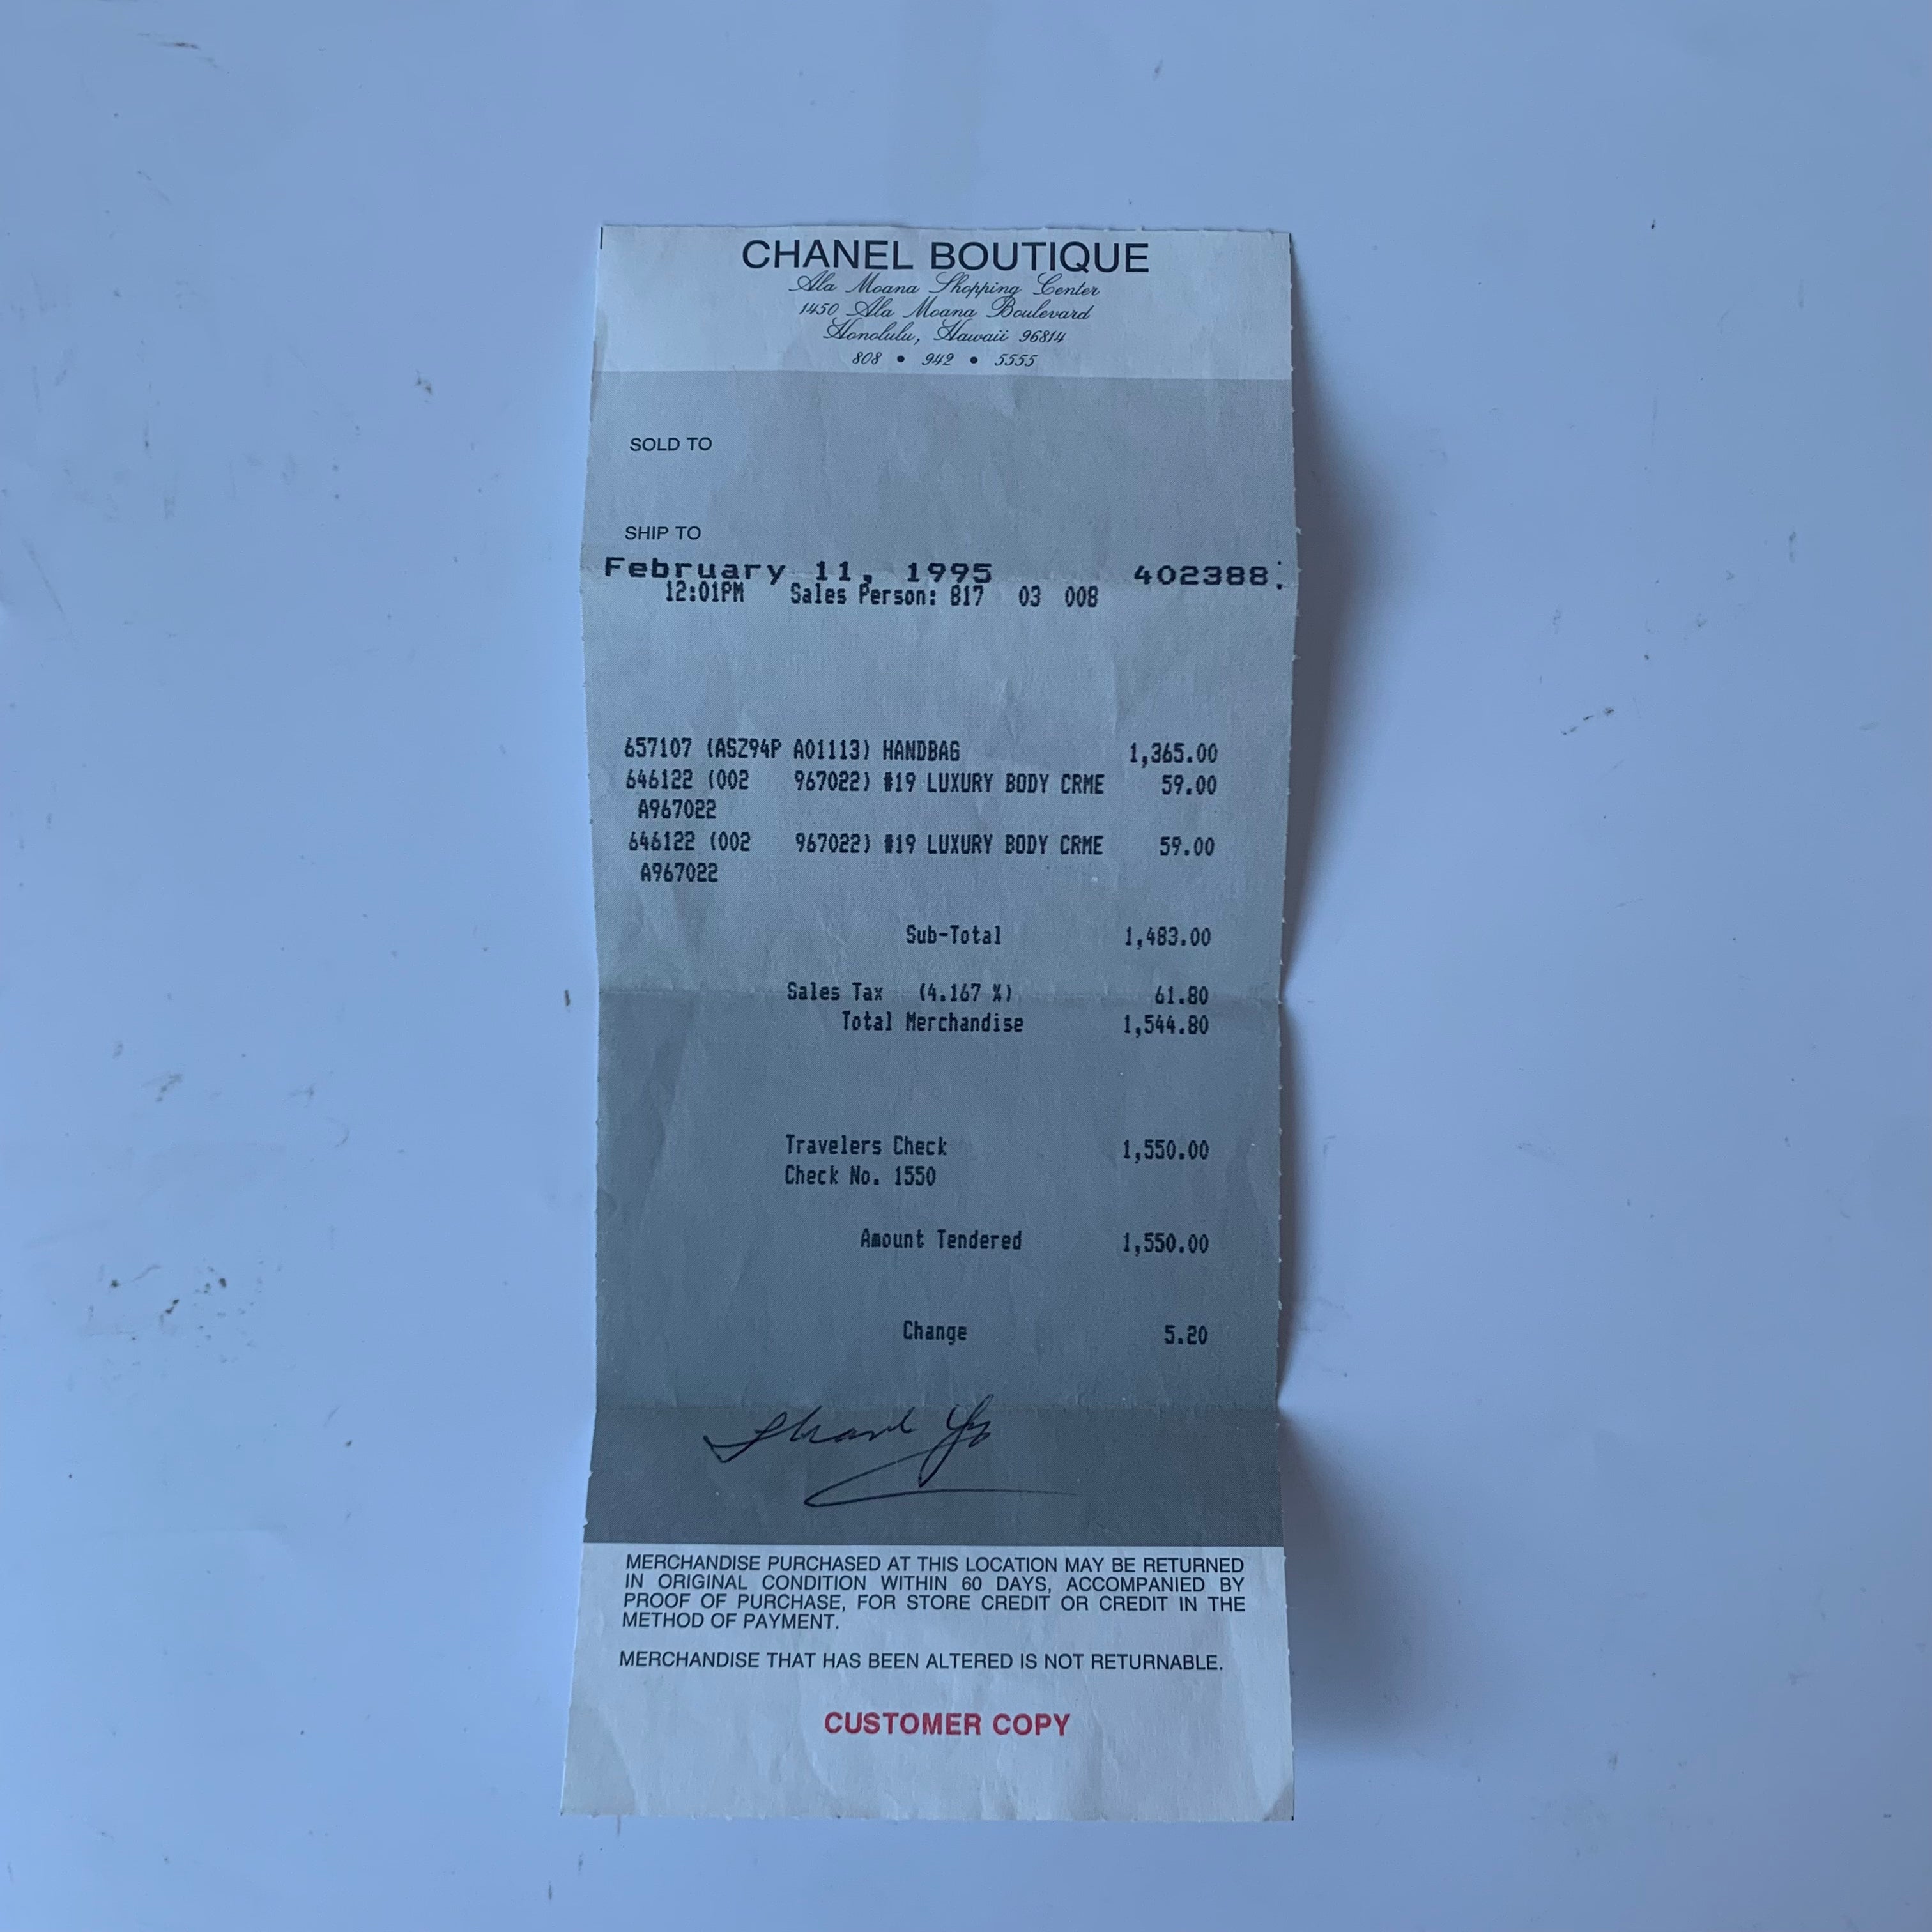 CHANEL BOUTIQUE
Ala Moana Shopping Center
1450 Ala Moana Boulevard
Honolulu, Hawaii 96814
808 • 942 • 5555
SOLD TO
SHIP TO
February 11, 1995 402388
12:01PM Sales Person: 817 03 008
657107 (ASZ94P A01113) HANDBAG 1,365.00
646122 (002 967022) #19 LUXURY BODY CRME 59.00
A967022
646122 (002 967022) #19 LUXURY BODY CRME 59.00
A967022
Sub-Total 1,483.00
Sales Tax (4.167 %) 61.80
Total Merchandise 1,544.80
Travelers Check 1,550.00
Check No. 1550
Amount Tendered 1,550.00
Change 5.20
MERCHANDISE PURCHASED AT THIS LOCATION MAY BE RETURNED
IN ORIGINAL CONDITION WITHIN 60 DAYS, ACCOMPANIED BY
PROOF OF PURCHASE, FOR STORE CREDIT OR CREDIT IN THE
METHOD OF PAYMENT.
MERCHANDISE THAT HAS BEEN ALTERED IS NOT RETURNABLE.
CUSTOMER COPY